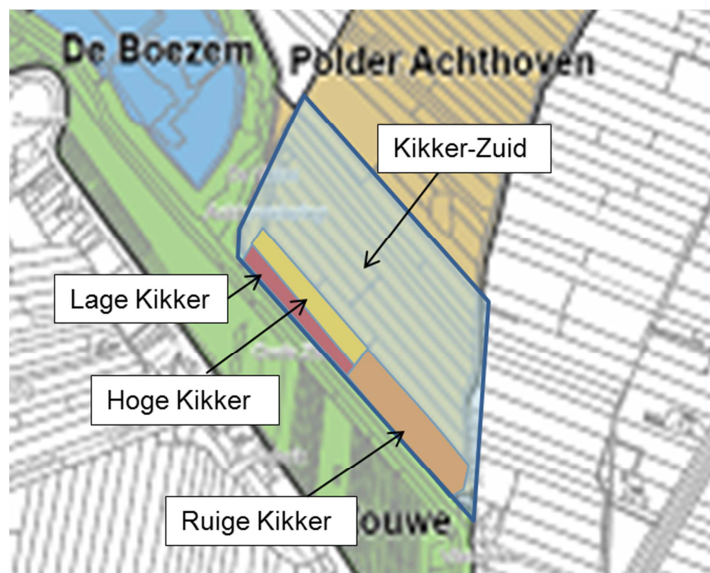 De Boezem
Polder Achthoven
Kikker-Zuid
Lage Kikker
Hoge Kikker
Ruige Kikker
ouwe